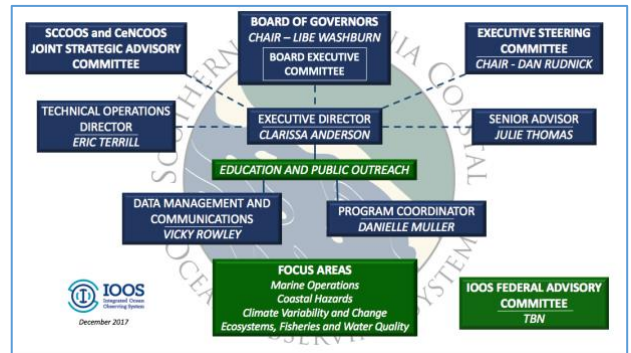 SCCOOS and CeNCOOS
JOINT STRATEGIC ADVISORY
COMMITTEE
BOARD OF GOVERNORS
CHAIR – LIBE WASHBURN
BOARD EXECUTIVE
COMMITTEE
EXECUTIVE STEERING
COMMITTEE
CHAIR - DAN RUDNICK
TECHNICAL OPERATIONS
DIRECTOR
ERIC TERRILL
EXECUTIVE DIRECTOR
CLARISSA ANDERSON
SENIOR ADVISOR
JULIE THOMAS
EDUCATION AND PUBLIC OUTREACH
DATA MANAGEMENT AND
COMMUNICATIONS
VICKY ROWLEY
PROGRAM COORDINATOR
DANIELLE MULLER
IOOS
Integrated Ocean
Observing System
December 2017
FOCUS AREAS
Marine Operations
Coastal Hazards
Climate Variability and Change
Ecosystems, Fisheries and Water Quality
IOOS FEDERAL ADVISORY
COMMITTEE
TBN